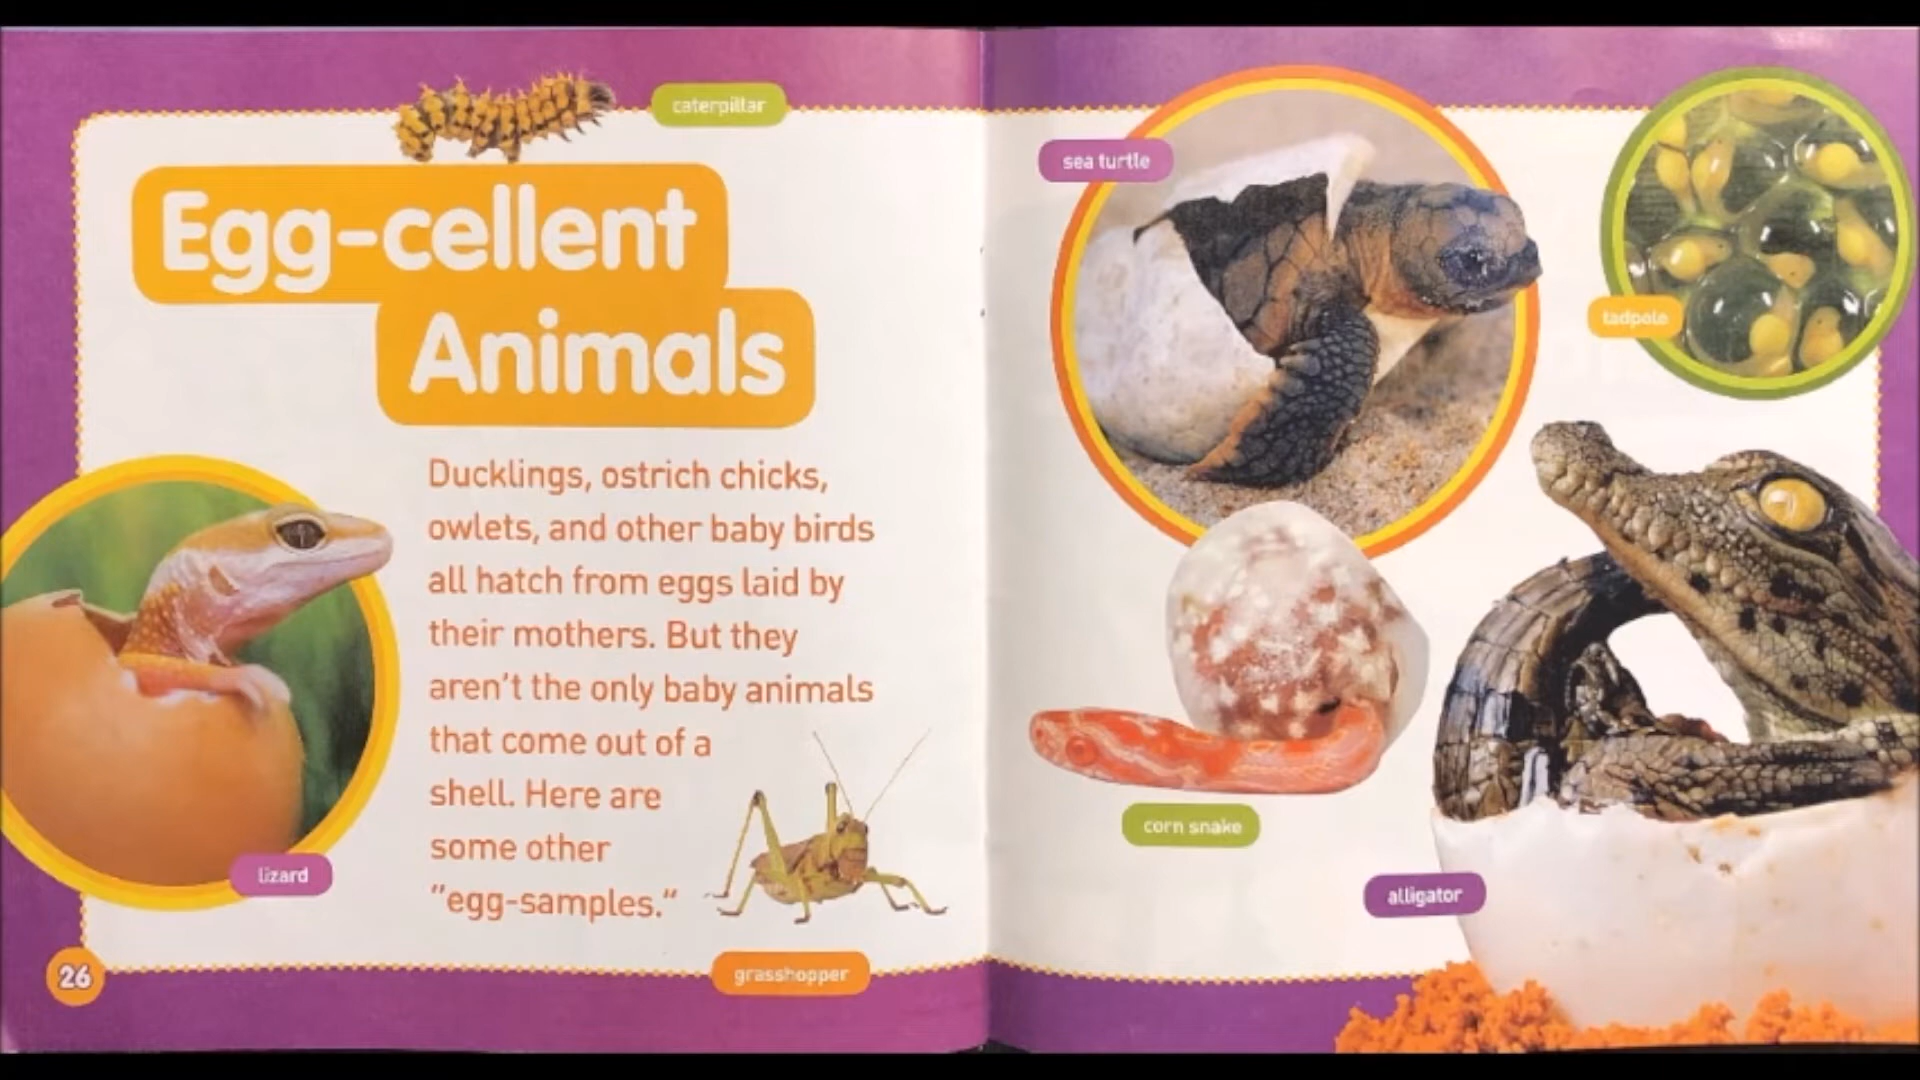 caterpillar
Egg-cellent
Animals
Ducklings, ostrich chicks,
owlets, and other baby birds
all hatch from eggs laid by
their mothers. But they
aren't the only baby animals
that come out of a
shell. Here are
some other
"egg-samples."
lizard
grasshopper
26
sea turtle
tadpole
corn snake
alligator